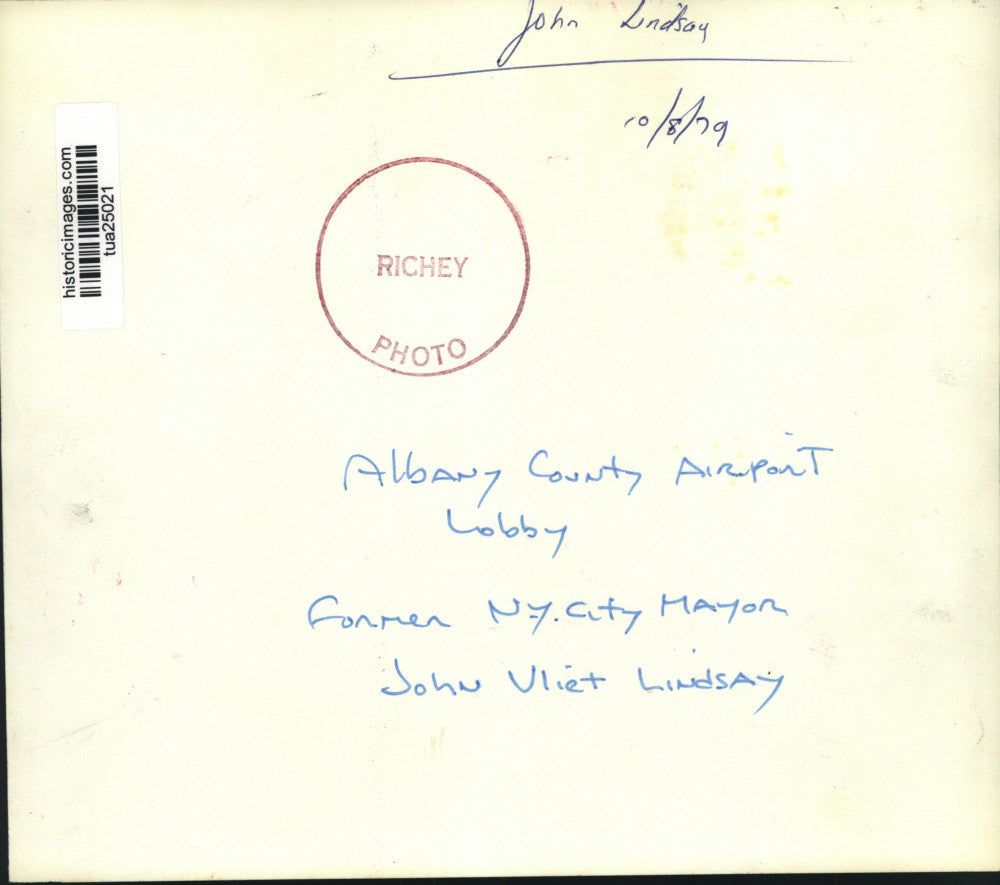 John Lindsay
10/8/79
historicimages.com
tua25021
RICHEY
PHOTO
Albany County Airport
Lobby
Former N.Y. City Mayor
John Vliet Lindsay